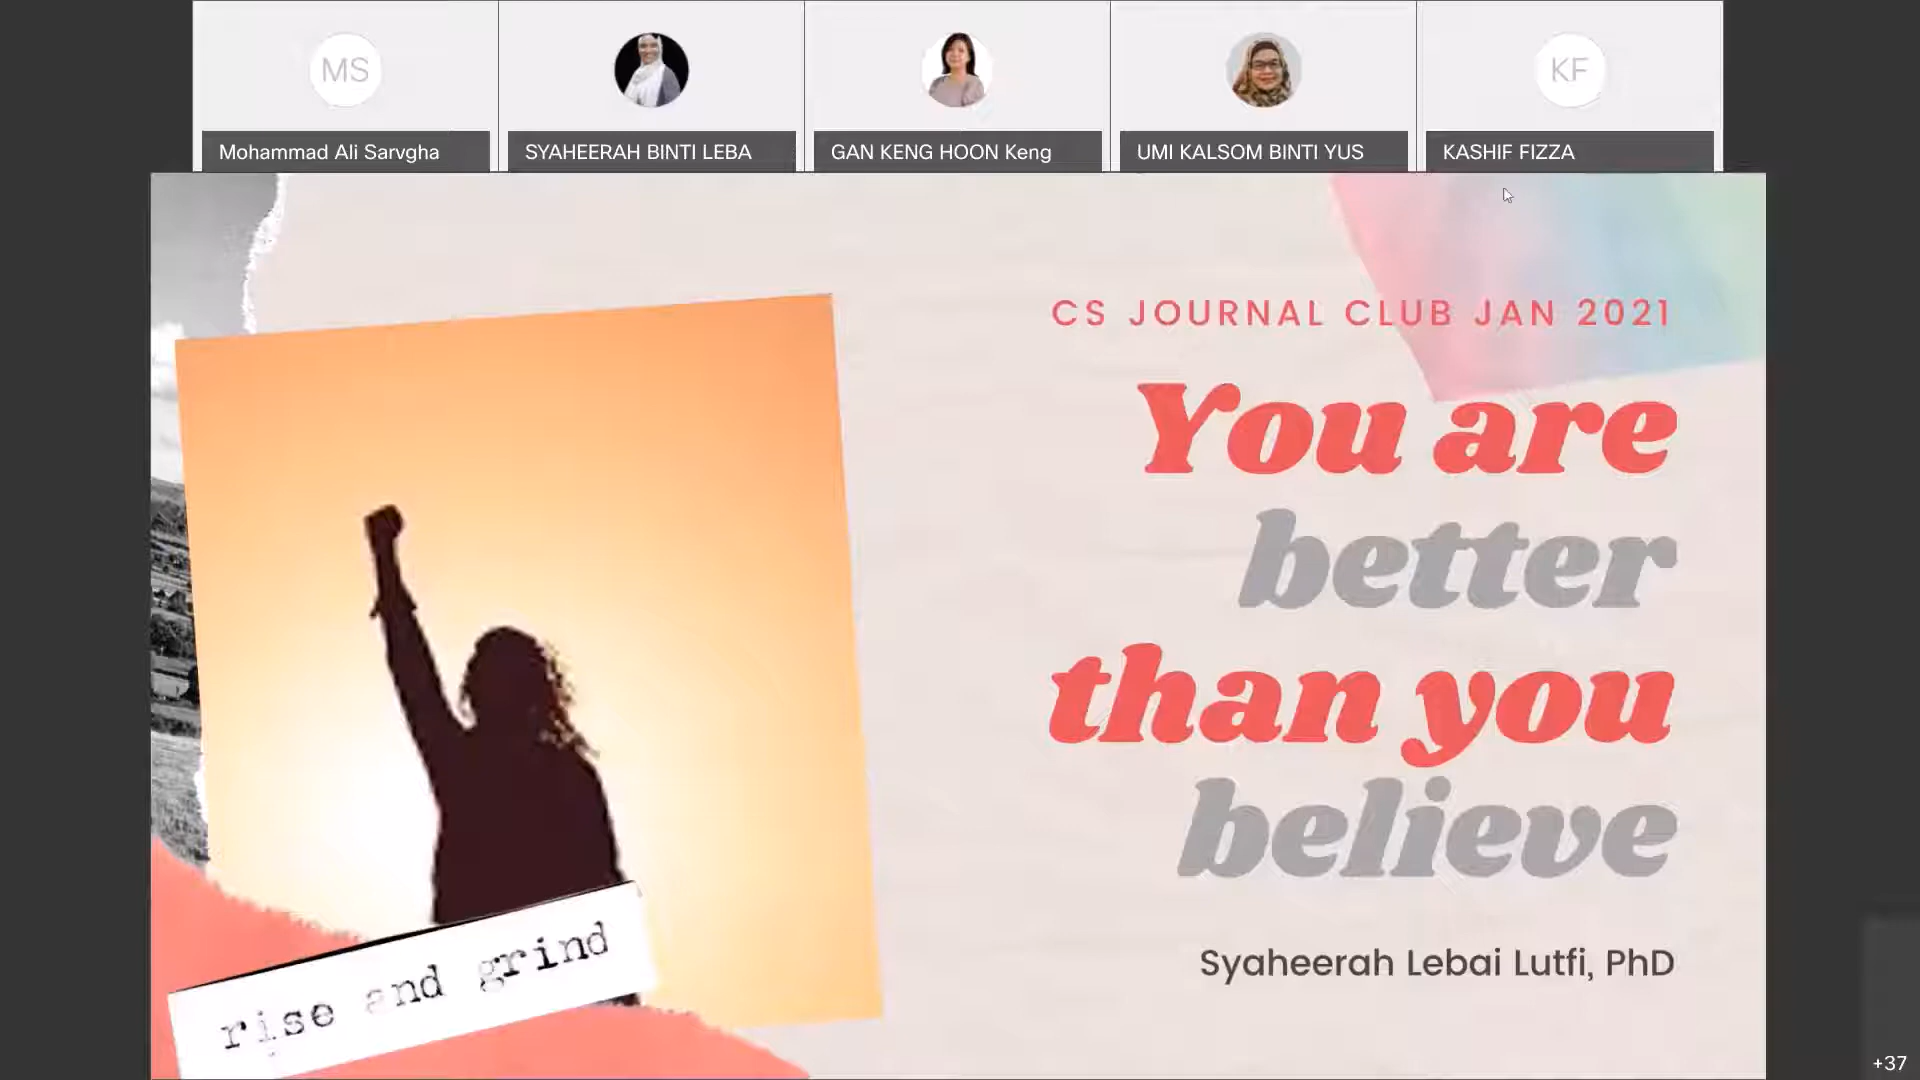 MS
KF
Mohammad Ali Sarvgha
SYAHEERAH BINTI LEBA
GAN KENG HOON Keng
UMI KALSOM BINTI YUS
KASHIF FIZZA
CS JOURNAL CLUB JAN 2021
You are
better
than you
believe
Syaheerah Lebai Lutfi, PhD
rise and grind
+37